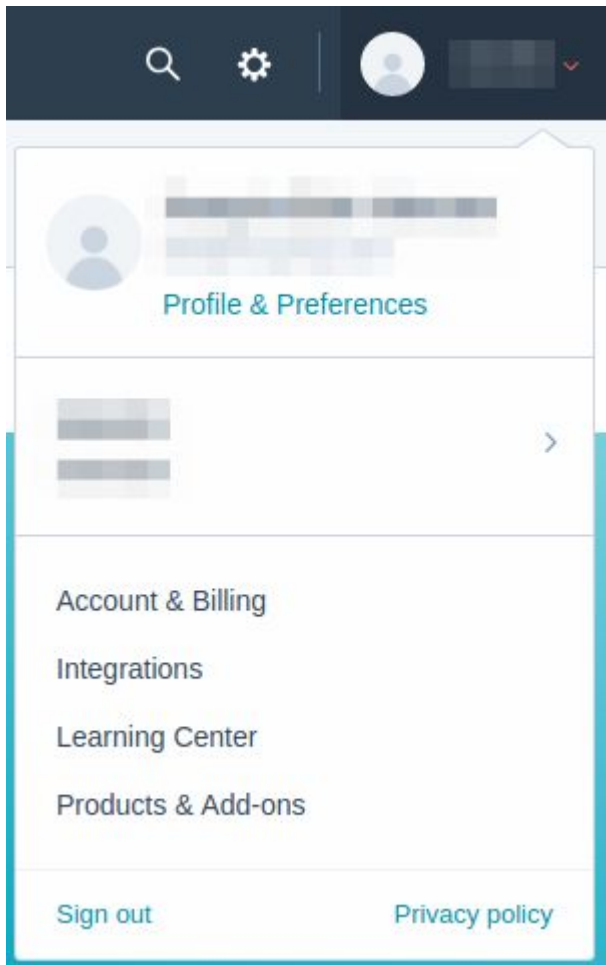 Profile & Preferences
Account & Billing
Integrations
Learning Center
Products & Add-ons
Sign out
Privacy policy